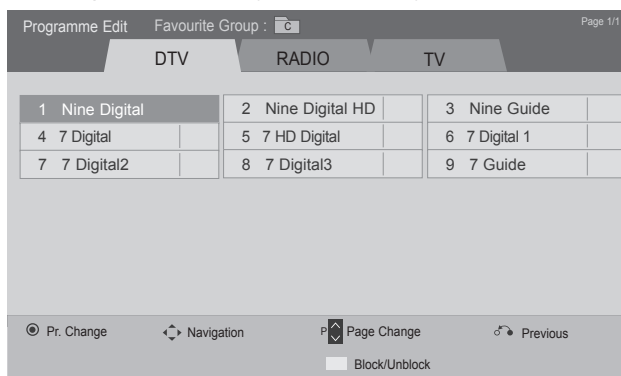 Programme Edit Favourite Group : C Page 1/1
DTV RADIO TV
1 Nine Digital 2 Nine Digital HD 3 Nine Guide
4 7 Digital 5 7 HD Digital 6 7 Digital 1
7 7 Digital2 8 7 Digital3 9 7 Guide
Pr. Change Navigation P Page Change Previous
Block/Unblock